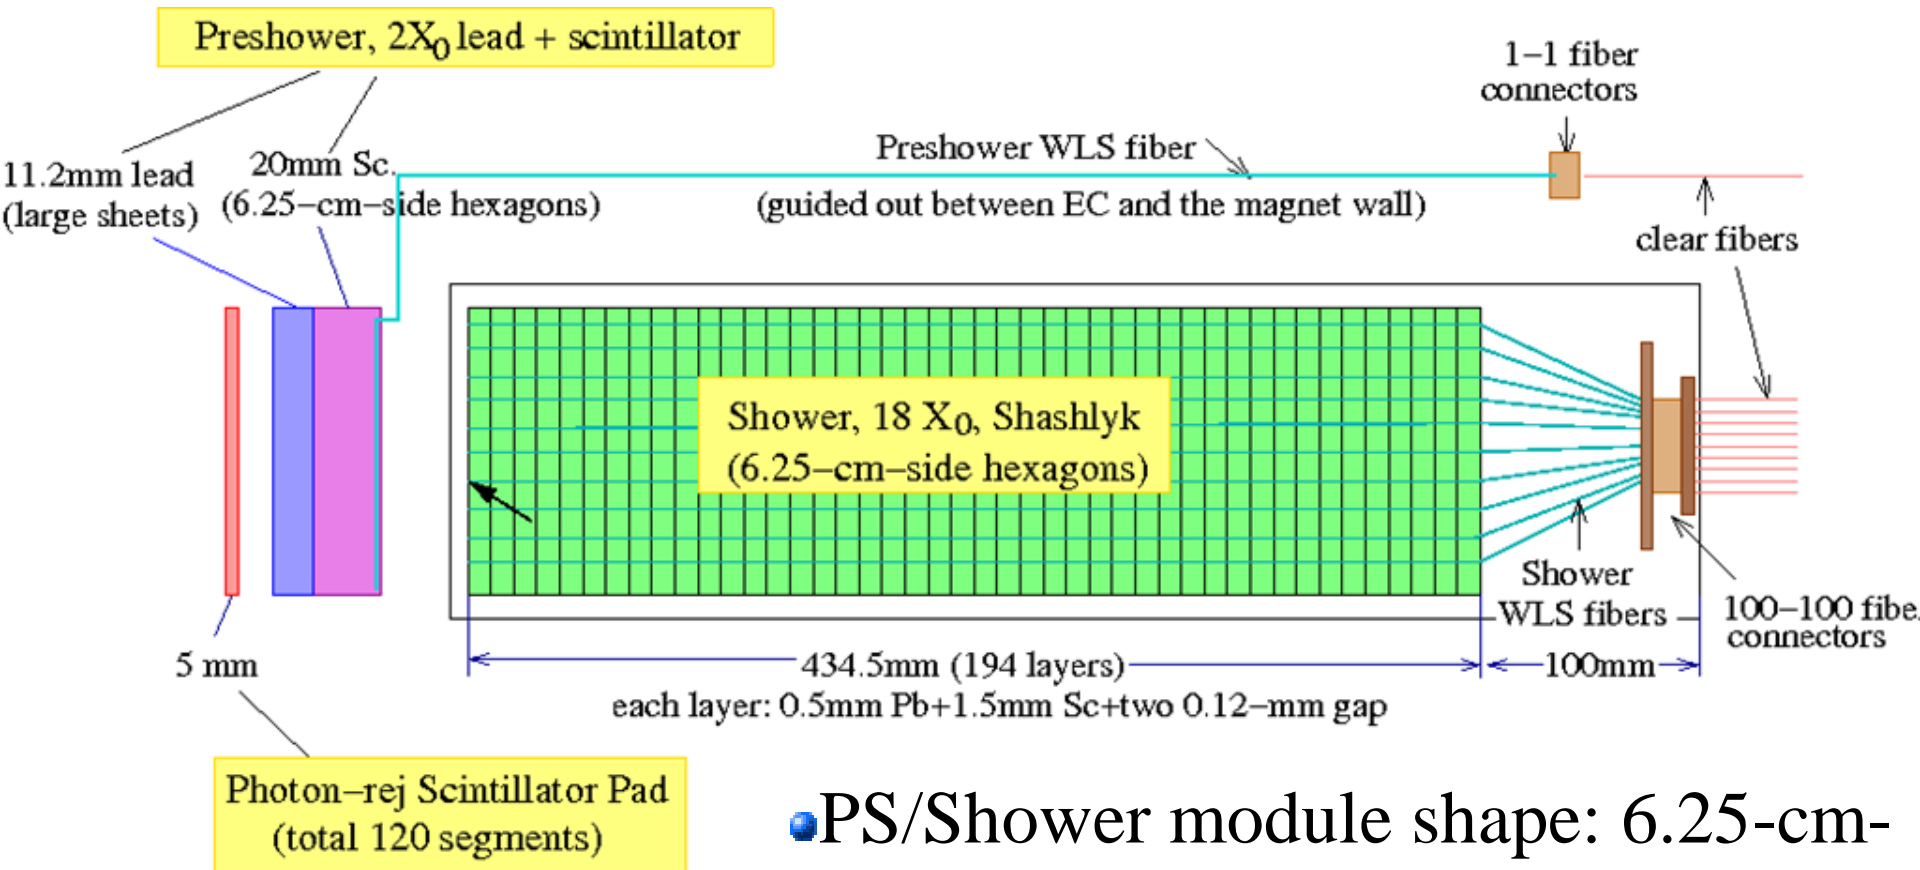 Preshower, 2X0 lead + scintillator
1−1 fiber
connectors
Preshower WLS fiber
11.2mm lead
(large sheets)
20mm Sc.
(6.25−cm−side hexagons)
(guided out between EC and the magnet wall)
clear fibers
Shower, 18 X0, Shashlyk
(6.25−cm−side hexagons)
Shower
WLS fibers
100−100 fibe
connectors
5 mm
434.5mm (194 layers)
100mm
each layer: 0.5mm Pb+1.5mm Sc+two 0.12−mm gap
Photon−rej Scintillator Pad
(total 120 segments)
PS/Shower module shape: 6.25-cm-